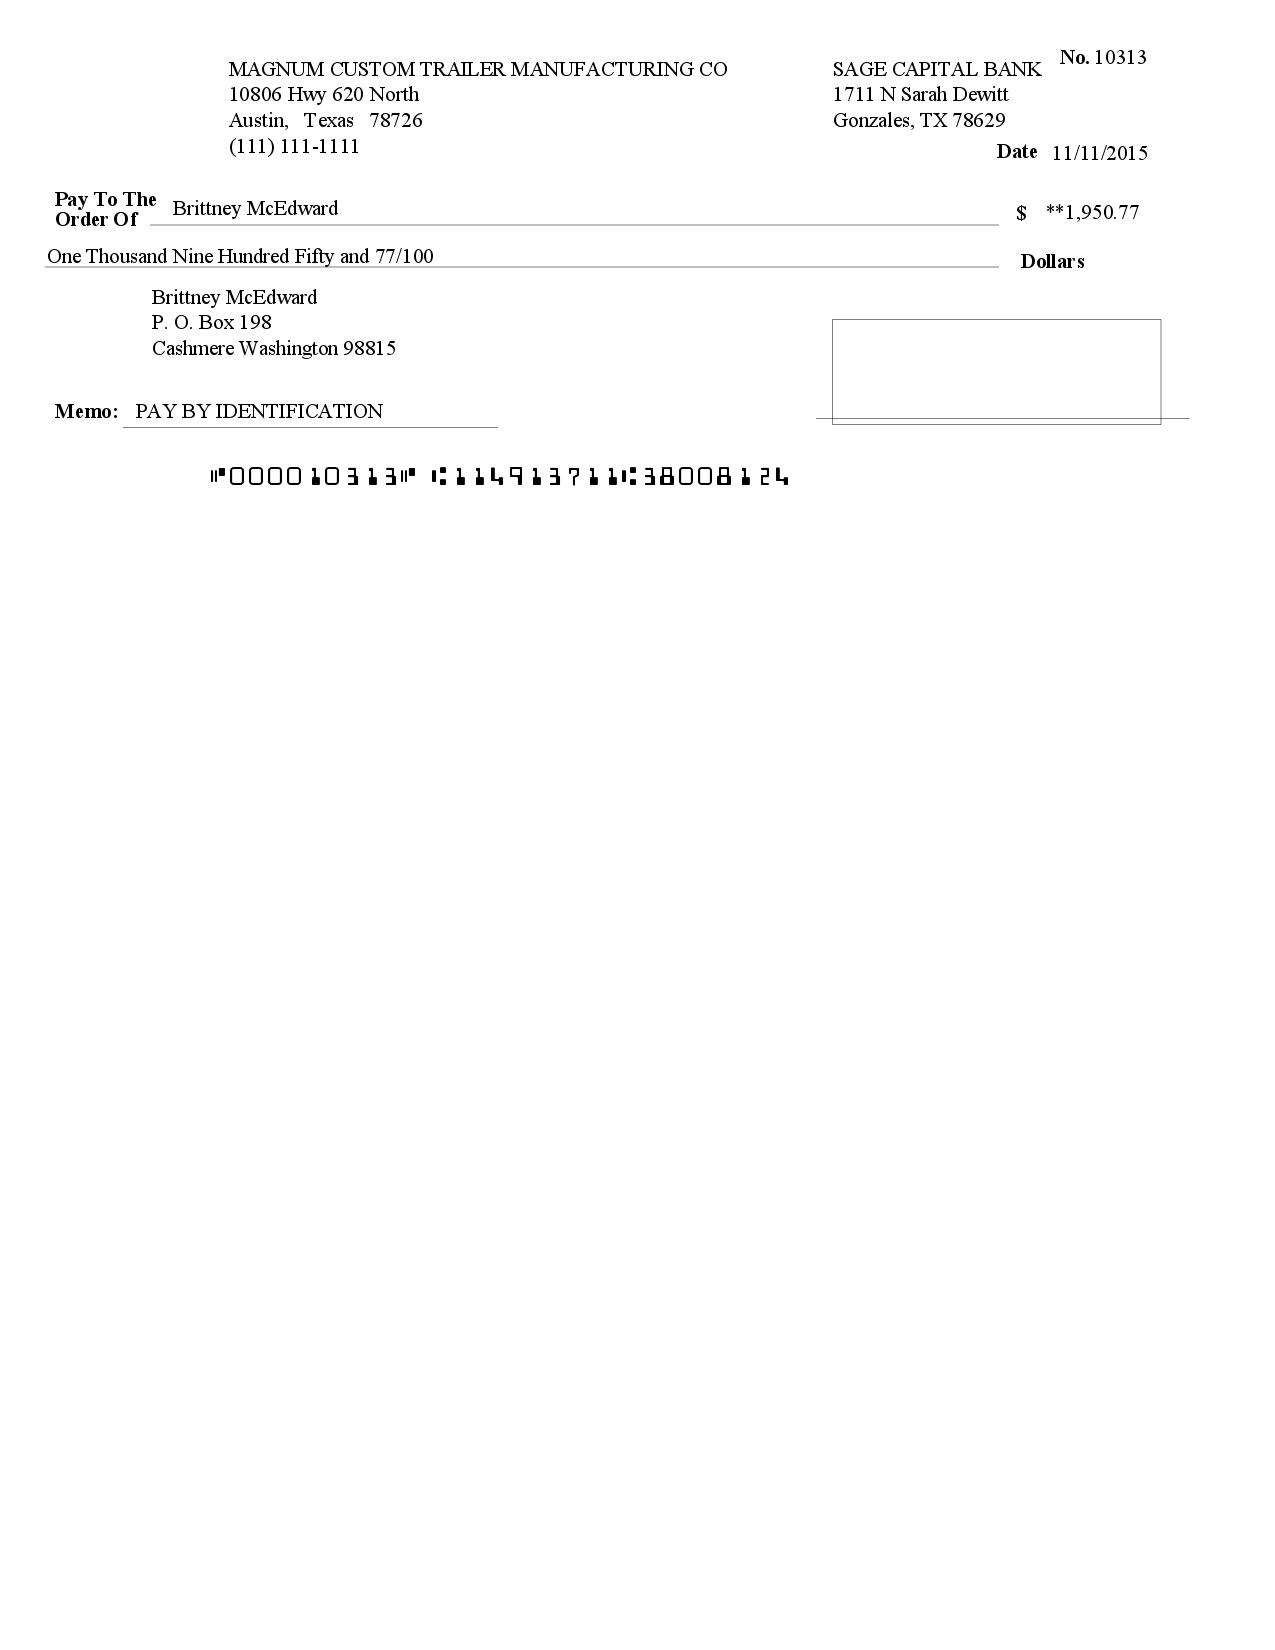 No. 10313
MAGNUM CUSTOM TRAILER MANUFACTURING CO
10806 Hwy 620 North
Austin, Texas 78726
(111) 111-1111
SAGE CAPITAL BANK
1711 N Sarah Dewitt
Gonzales, TX 78629
Date 11/11/2015
Pay To The
Order Of Brittney McEdward $ **1,950.77
One Thousand Nine Hundred Fifty and 77/100 Dollars
Brittney McEdward
P. O. Box 198
Cashmere Washington 98815
Memo: PAY BY IDENTIFICATION
⑈000010313⑈ ⑆114913711⑆38008124